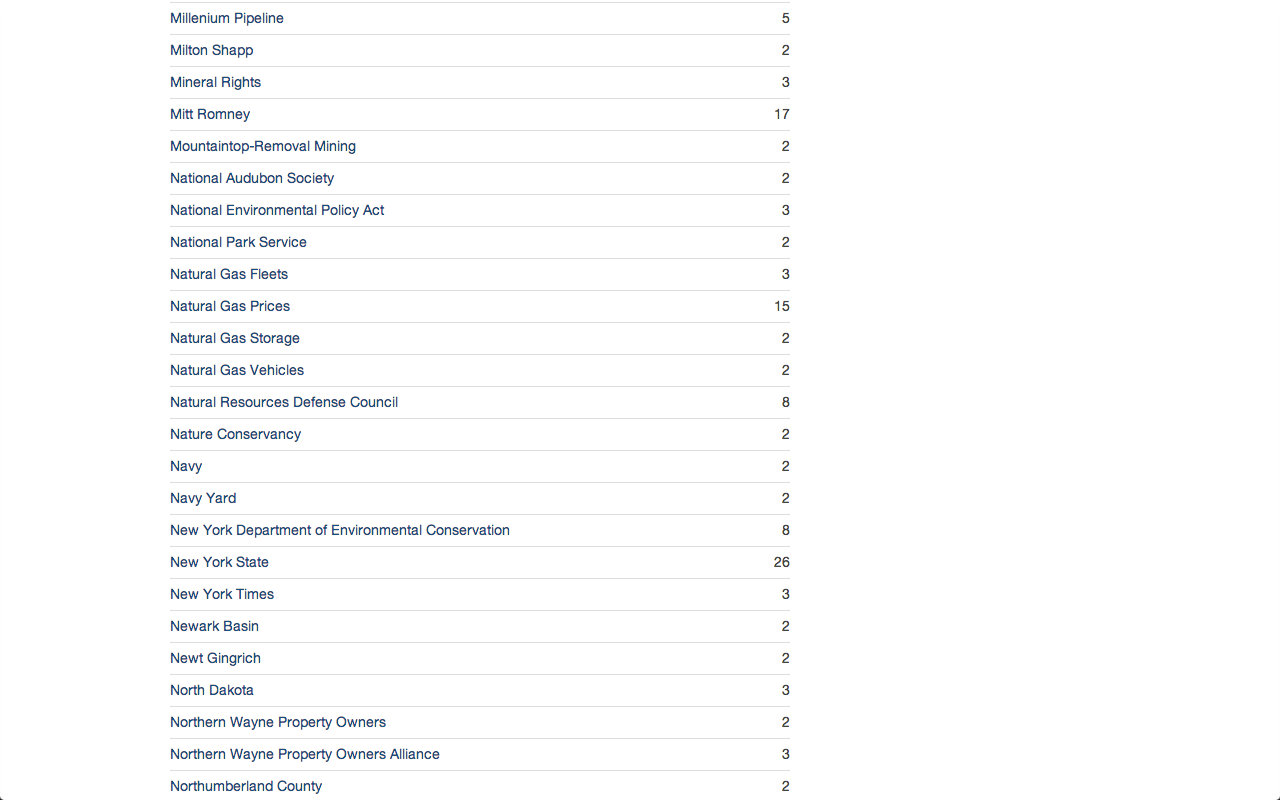 Millenium Pipeline 5
Milton Shapp 2
Mineral Rights 3
Mitt Romney 17
Mountaintop-Removal Mining 2
National Audubon Society 2
National Environmental Policy Act 3
National Park Service 2
Natural Gas Fleets 3
Natural Gas Prices 15
Natural Gas Storage 2
Natural Gas Vehicles 2
Natural Resources Defense Council 8
Nature Conservancy 2
Navy 2
Navy Yard 2
New York Department of Environmental Conservation 8
New York State 26
New York Times 3
Newark Basin 2
Newt Gingrich 2
North Dakota 3
Northern Wayne Property Owners 2
Northern Wayne Property Owners Alliance 3
Northumberland County 2